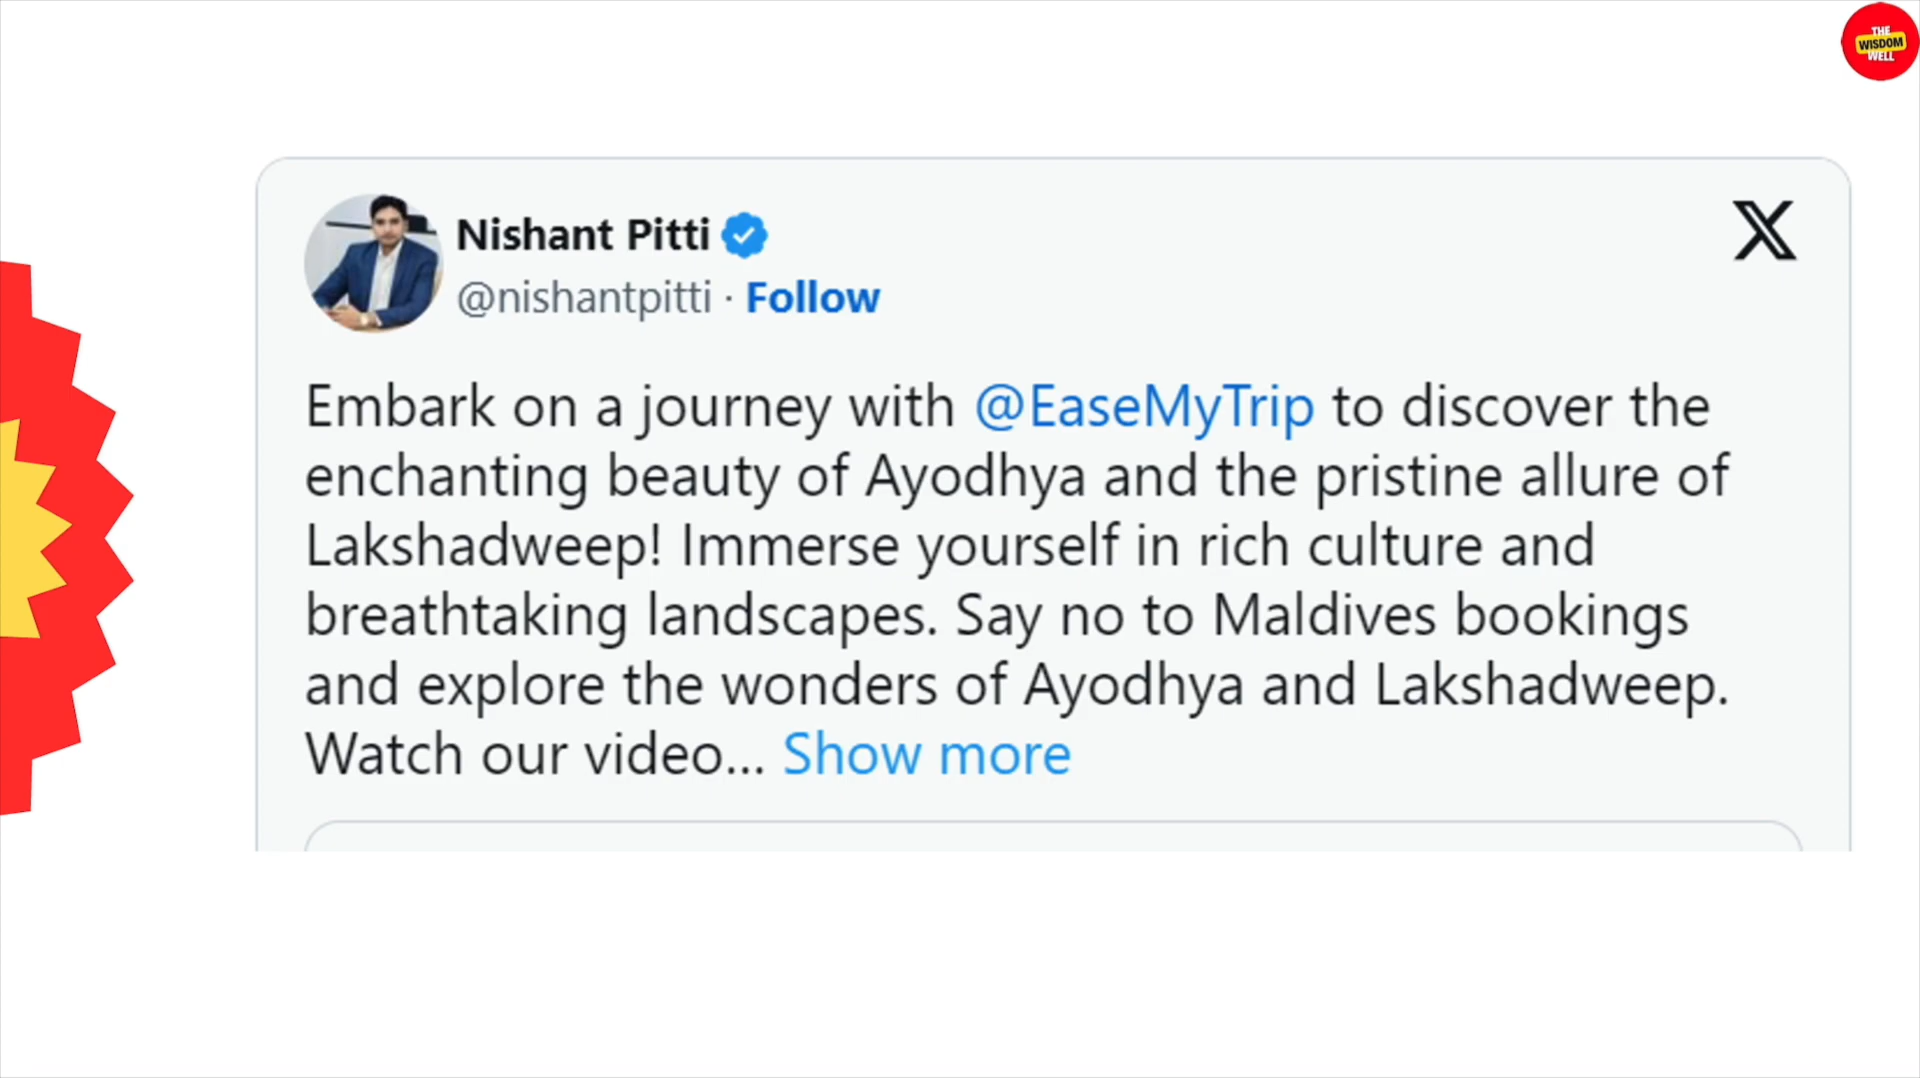 THE
WISDOM
WELL
Nishant Pitti
@nishantpitti · Follow
Embark on a journey with @EaseMyTrip to discover the
enchanting beauty of Ayodhya and the pristine allure of
Lakshadweep! Immerse yourself in rich culture and
breathtaking landscapes. Say no to Maldives bookings
and explore the wonders of Ayodhya and Lakshadweep.
Watch our video... Show more